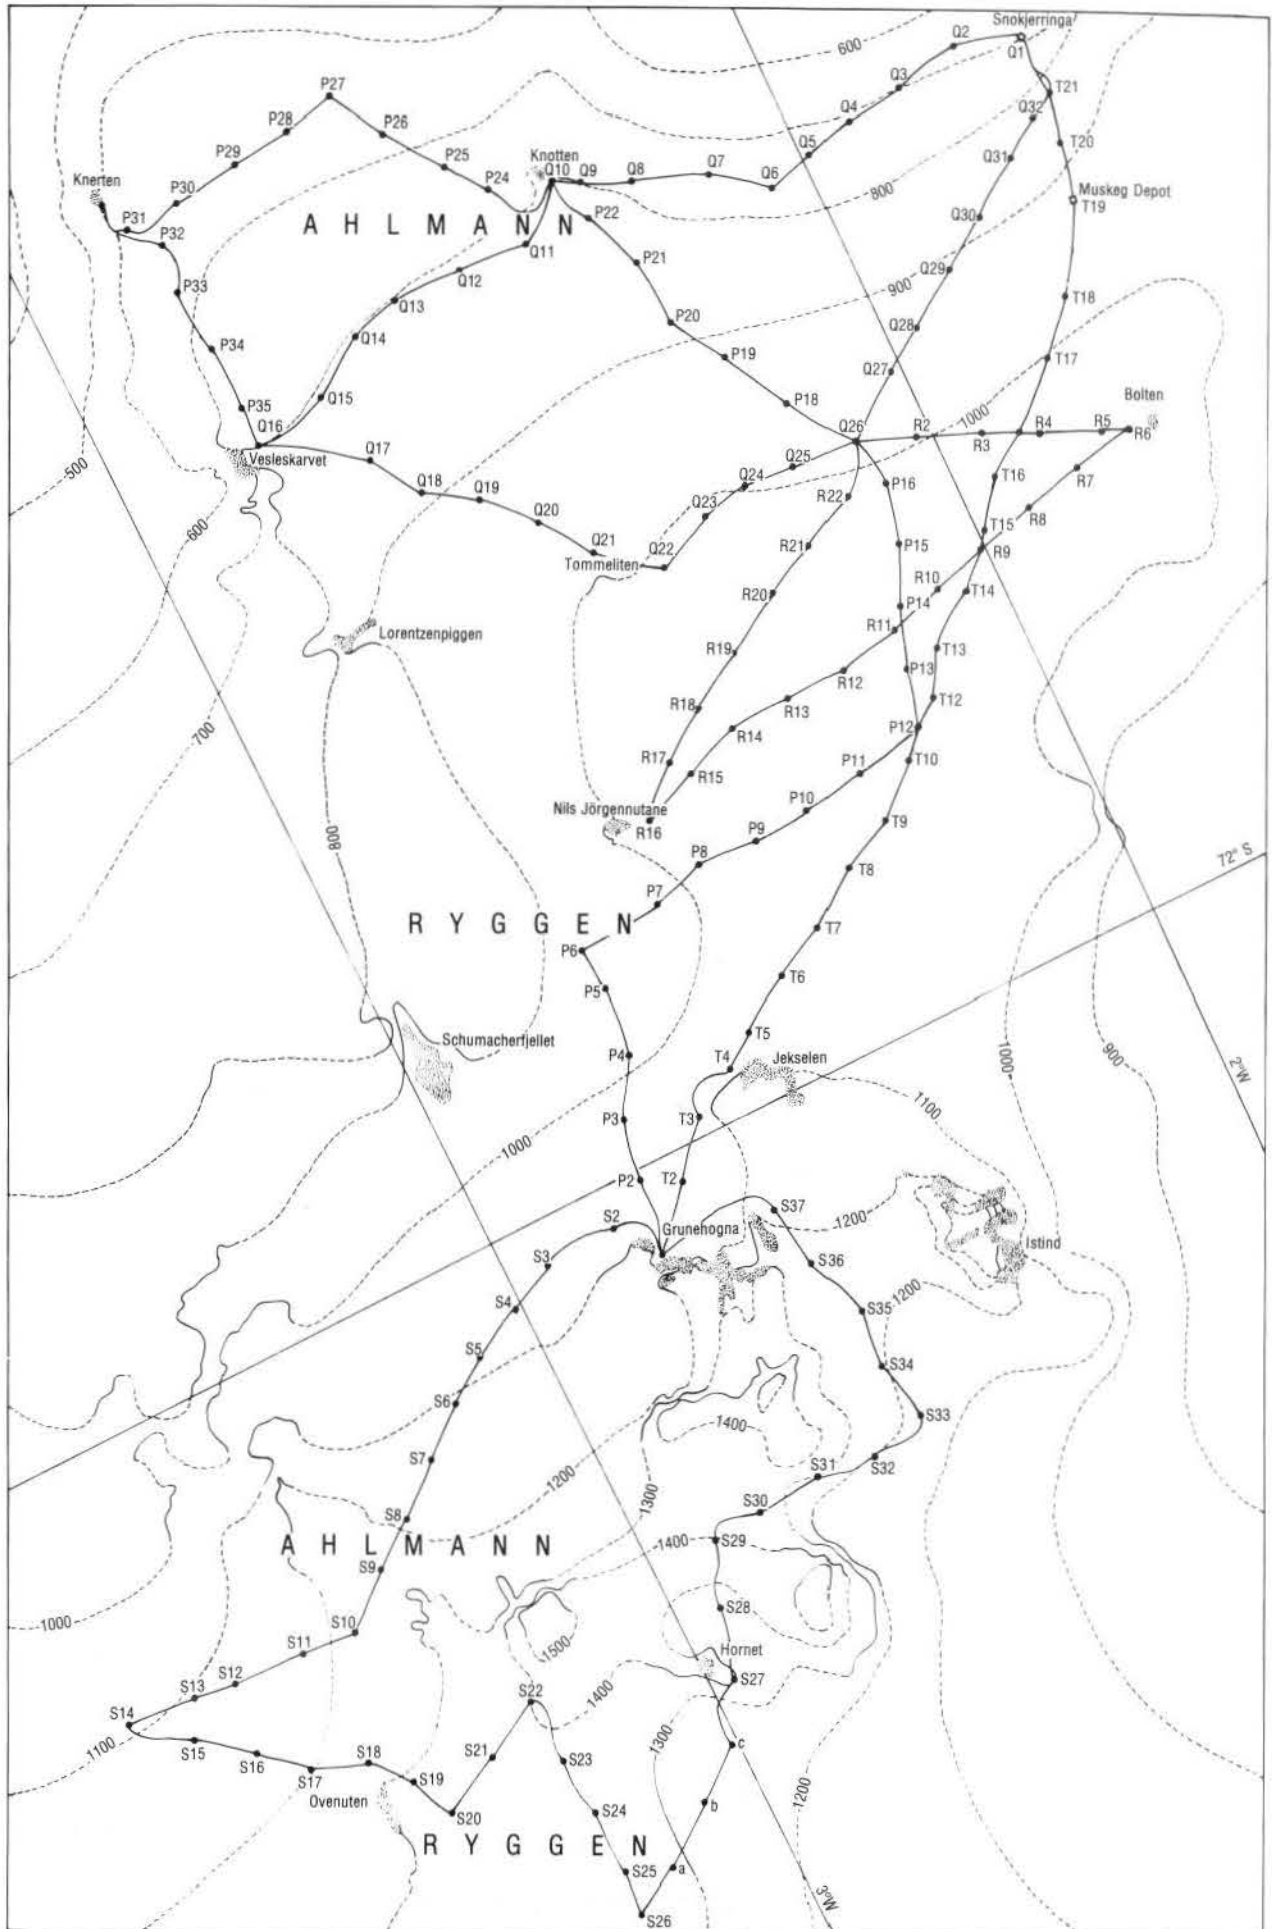 Snokjerringa
Q2
Q1
600
P27
Q3
T21
P28
P26
Q4
Q32
Q5
T20
P29
P25
Knotten
Q31
Knerten
P24
Q10
Q9
Q8
Q7
Q6
800
Muskeg Depot
T19
P30
P31
A H L M A N N
P22
Q30
P32
Q11
P21
Q12
Q29
P33
Q13
900
T18
P20
Q14
Q28
P34
P19
T17
Q27
Q15
P18
Bolten
P35
1000
Q16
Q26
R2
R3
R4
R5
R6
Vesleskarvet
Q17
Q25
500
Q24
T16
R7
Q18
Q19
R22
P16
Q23
R8
600
Q20
T15
Q21
R21
P15
R9
Tommeliten
Q22
R10
R20
T14
P14
Lorentzenpiggen
R11
R19
T13
P13
R12
R18
R13
T12
700
R14
P12
R17
R15
P11
T10
Nils Jörgennutane
P10
R16
P9
T9
800
P8
72° S
T8
P7
R Y G G E N
T7
P6
T6
P5
Schumacherfjellet
T5
P4
T4
Jekselen
1000
900
2°W
1100
P3
T3
1000
P2
T2
S37
S2
Grunehogna
1200
Istind
S3
S36
S4
S35
1200
S5
S34
S6
S33
1400
S7
S31
S32
1200
1300
S30
S8
A H L M A N N
1400
S29
S9
S28
1000
S10
S11
1500
Hornet
S12
S27
S13
1400
S22
S14
1300
c
1100
S15
S16
S18
S21
S23
S17
S19
1200
Ovenuten
S20
S24
b
R Y G G E N
a
S25
3°W
S26